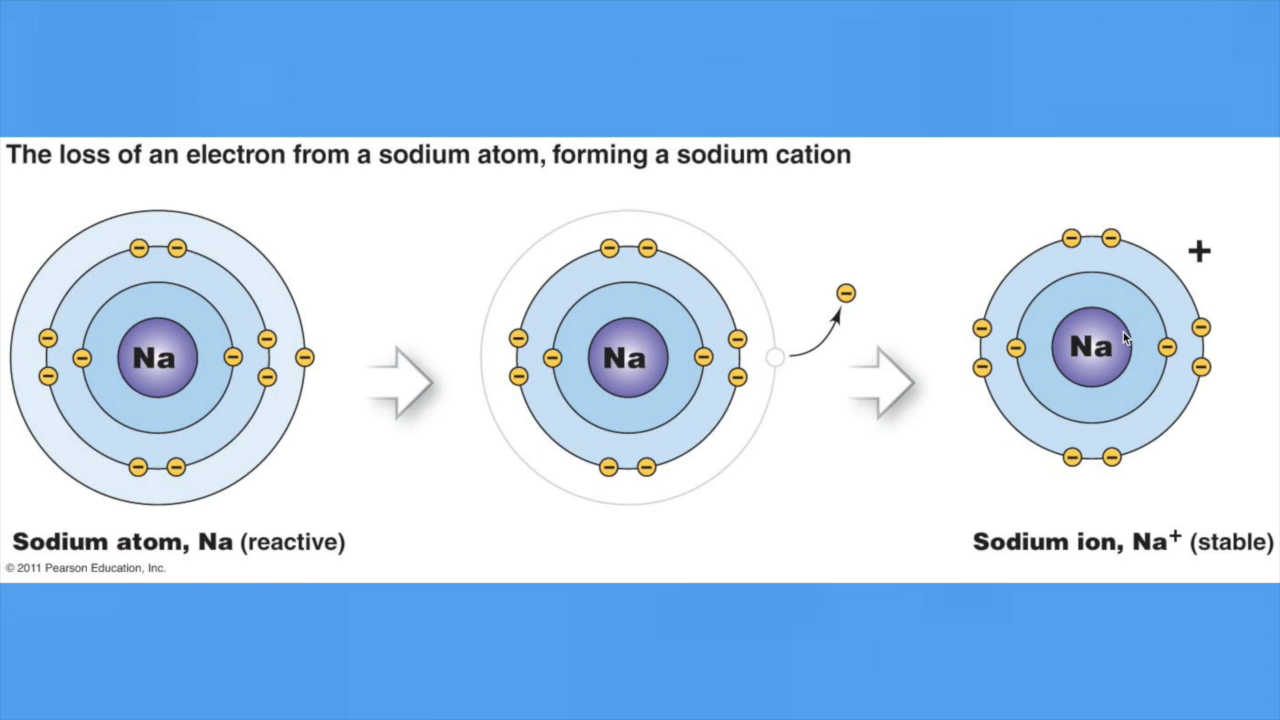 The loss of an electron from a sodium atom, forming a sodium cation
− − − − − − − − − − −
Na
− − − − − − − − − − −
Na
+
− − − − − − − − − −
Na
Sodium atom, Na (reactive)
Sodium ion, Na⁺ (stable)
© 2011 Pearson Education, Inc.